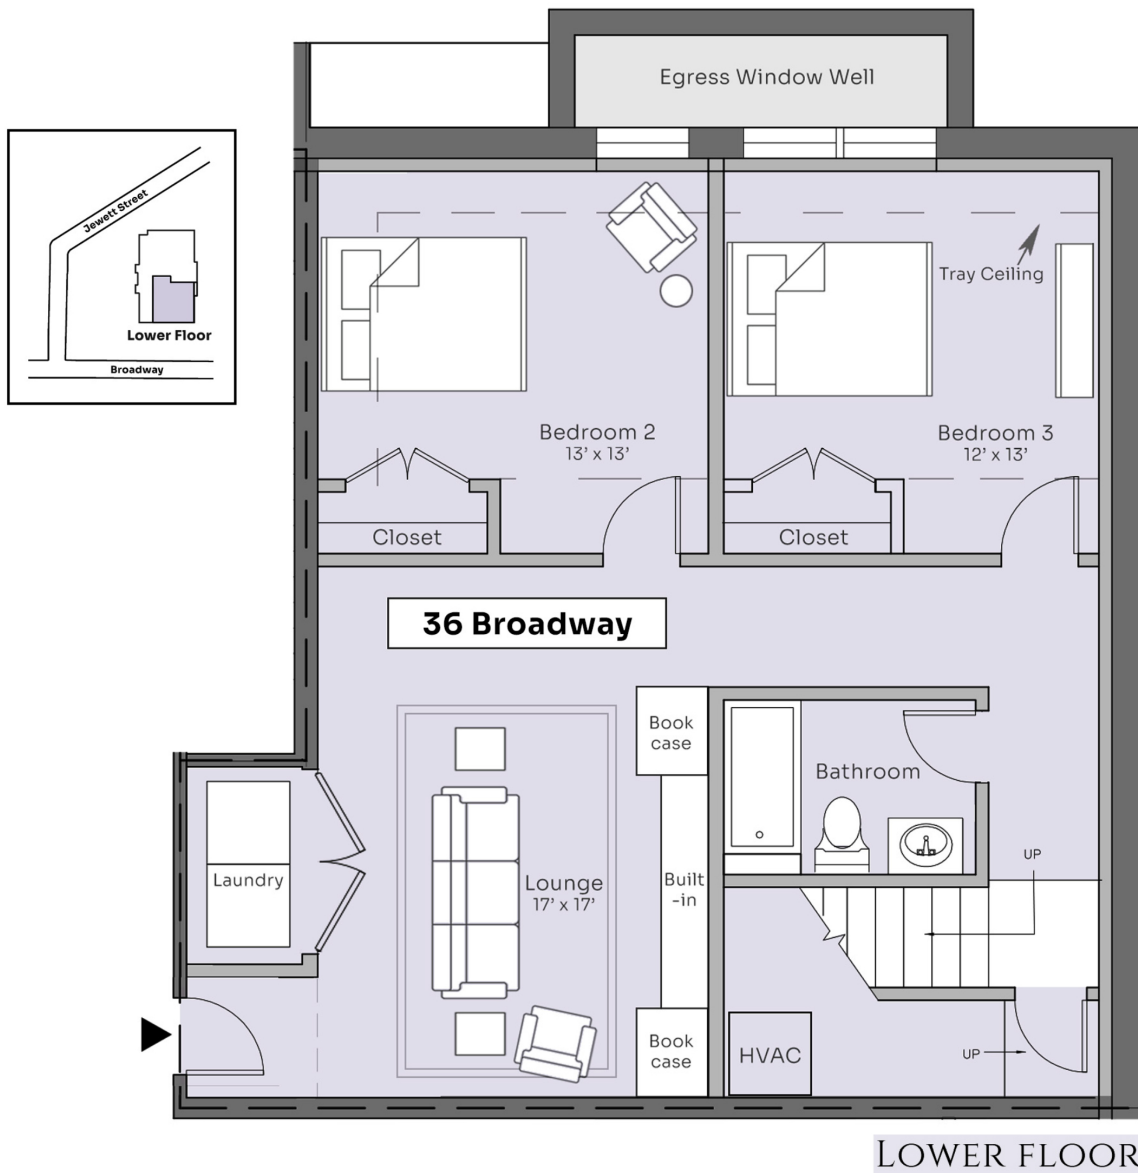 Egress Window Well
Jewett Street
Lower Floor
Broadway
Tray Ceiling
Bedroom 2
13’ x 13’
Bedroom 3
12’ x 13’
Closet
Closet
36 Broadway
Book
case
Bathroom
Laundry
Lounge
17’ x 17’
Built
-in
UP
Book
case
HVAC
UP
LOWER FLOOR